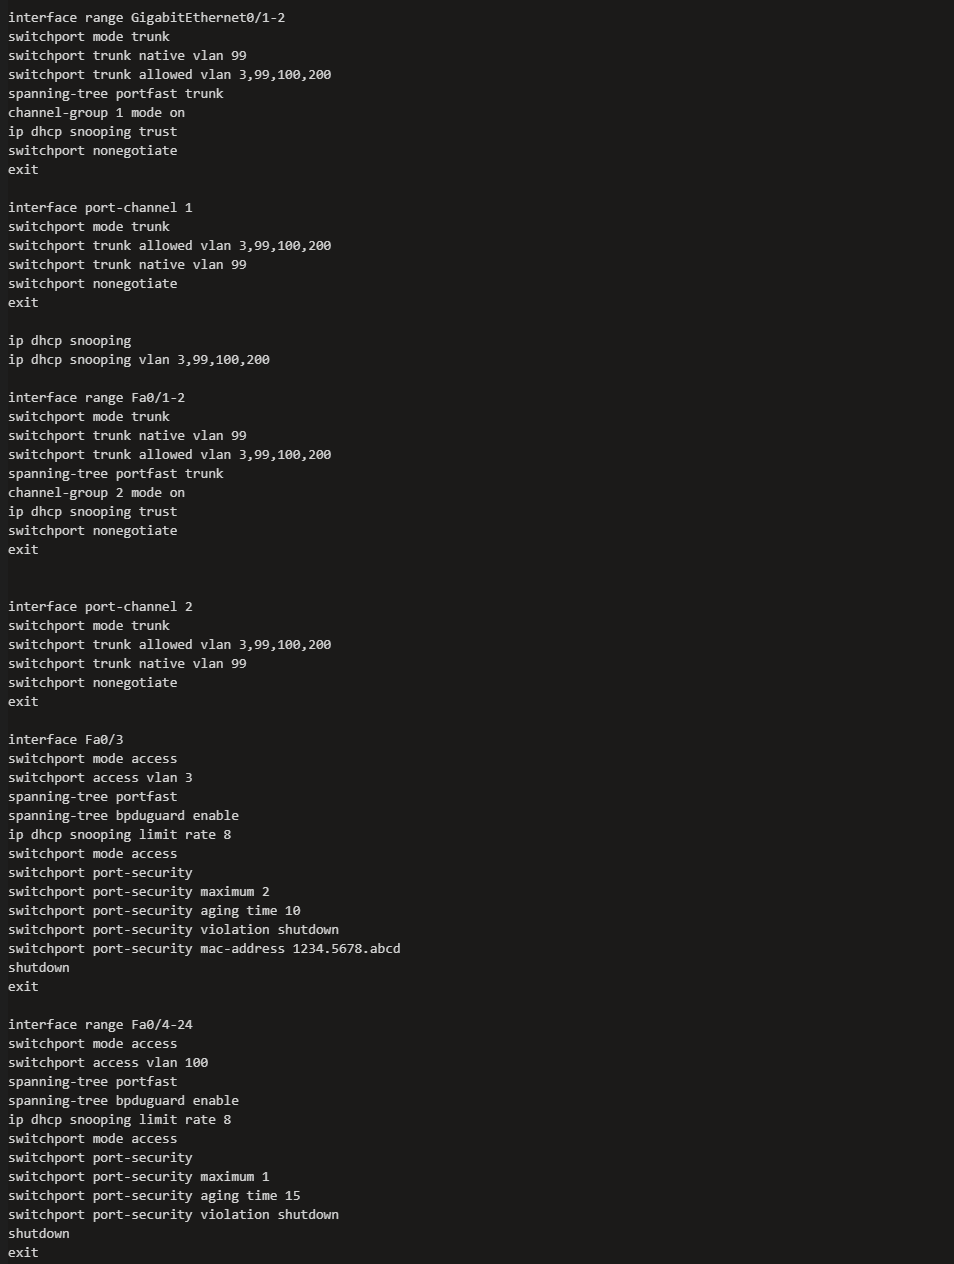 interface range GigabitEthernet0/1-2
switchport mode trunk
switchport trunk native vlan 99
switchport trunk allowed vlan 3,99,100,200
spanning-tree portfast trunk
channel-group 1 mode on
ip dhcp snooping trust
switchport nonegotiate
exit

interface port-channel 1
switchport mode trunk
switchport trunk allowed vlan 3,99,100,200
switchport trunk native vlan 99
switchport nonegotiate
exit

ip dhcp snooping
ip dhcp snooping vlan 3,99,100,200

interface range Fa0/1-2
switchport mode trunk
switchport trunk native vlan 99
switchport trunk allowed vlan 3,99,100,200
spanning-tree portfast trunk
channel-group 2 mode on
ip dhcp snooping trust
switchport nonegotiate
exit

interface port-channel 2
switchport mode trunk
switchport trunk allowed vlan 3,99,100,200
switchport trunk native vlan 99
switchport nonegotiate
exit

interface Fa0/3
switchport mode access
switchport access vlan 3
spanning-tree portfast
spanning-tree bpduguard enable
ip dhcp snooping limit rate 8
switchport mode access
switchport port-security
switchport port-security maximum 2
switchport port-security aging time 10
switchport port-security violation shutdown
switchport port-security mac-address 1234.5678.abcd
shutdown
exit

interface range Fa0/4-24
switchport mode access
switchport access vlan 100
spanning-tree portfast
spanning-tree bpduguard enable
ip dhcp snooping limit rate 8
switchport mode access
switchport port-security
switchport port-security maximum 1
switchport port-security aging time 15
switchport port-security violation shutdown
shutdown
exit